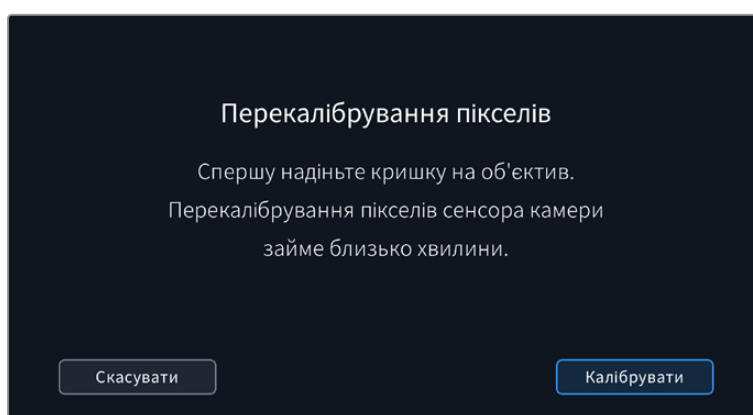 Перекалібрування пікселів
Спершу надіньте кришку на об'єктив.
Перекалібрування пікселів сенсора камери
займе близько хвилини.
Скасувати
Калібрувати